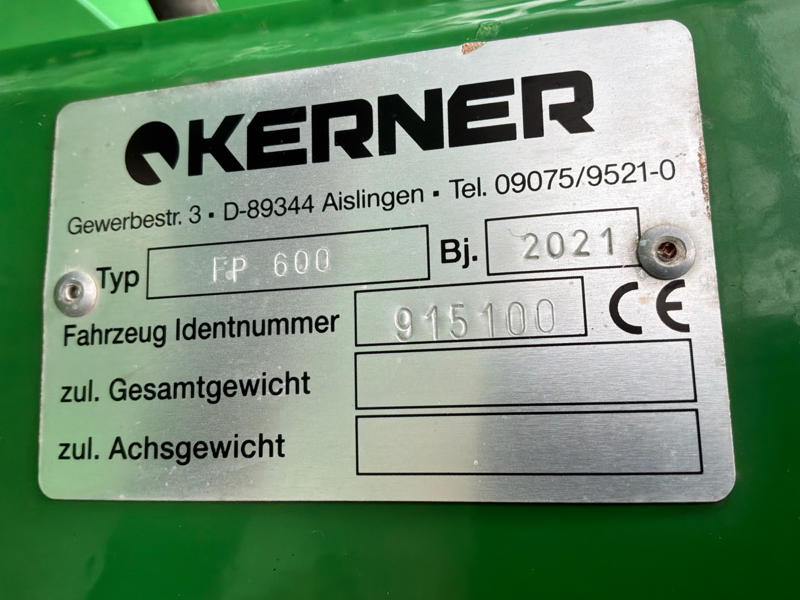 KERNER
Gewerbestr. 3 ▪ D-89344 Aislingen ▪ Tel. 09075/9521-0
Typ FP 600 Bj. 2021
Fahrzeug Identnummer 915100 CE
zul. Gesamtgewicht
zul. Achsgewicht